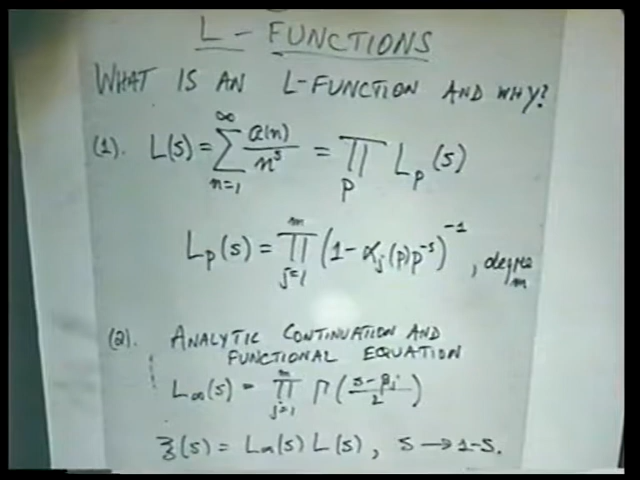 L - FUNCTIONS
WHAT IS AN L-FUNCTION AND WHY?
(1). L(s) = ∑_{n=1}^{∞} a(n)/n^s = ∏_p L_p(s)
L_p(s) = ∏_{j=1}^{m} (1 - α_j(p)p^{-s})^{-1}, degree m
(2). ANALYTIC CONTINUATION AND
FUNCTIONAL EQUATION
L_∞(s) = ∏_{j=1}^{m} Γ((s-β_j)/2)
ξ(s) = L_∞(s) L(s), s → 1-s.